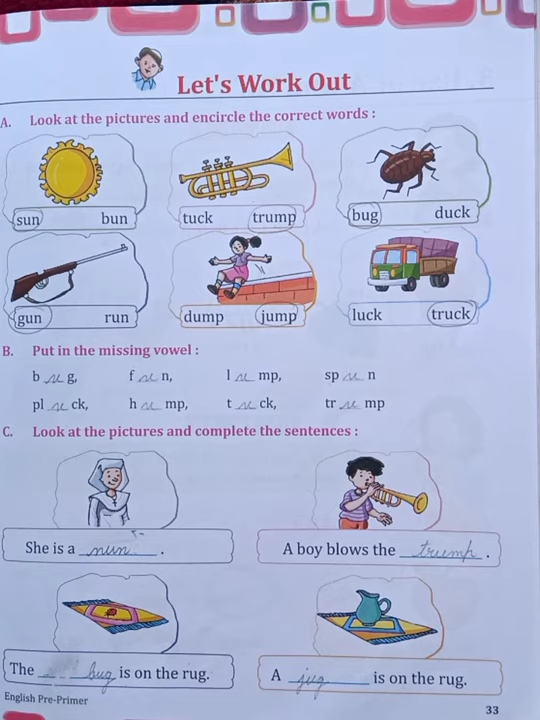 Let's Work Out
A. Look at the pictures and encircle the correct words :
sun bun tuck trump bug duck
gun run dump jump luck truck
B. Put in the missing vowel :
b u g, f u n, l u mp, sp u n
pl u ck, h u mp, t u ck, tr u mp
C. Look at the pictures and complete the sentences :
She is a nun . A boy blows the trump .
The bug is on the rug. A jug is on the rug.
English Pre-Primer
33